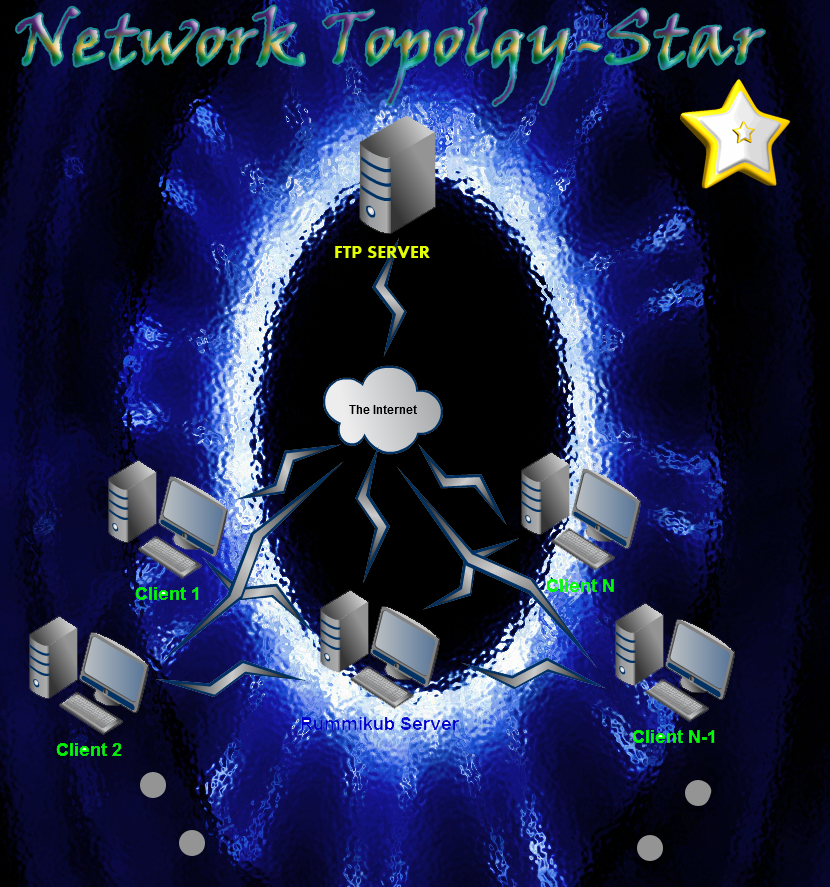 Network Topolgy-Star
FTP SERVER
The Internet
Client 1
Client N
Client 2
Rummikub Server
Client N-1